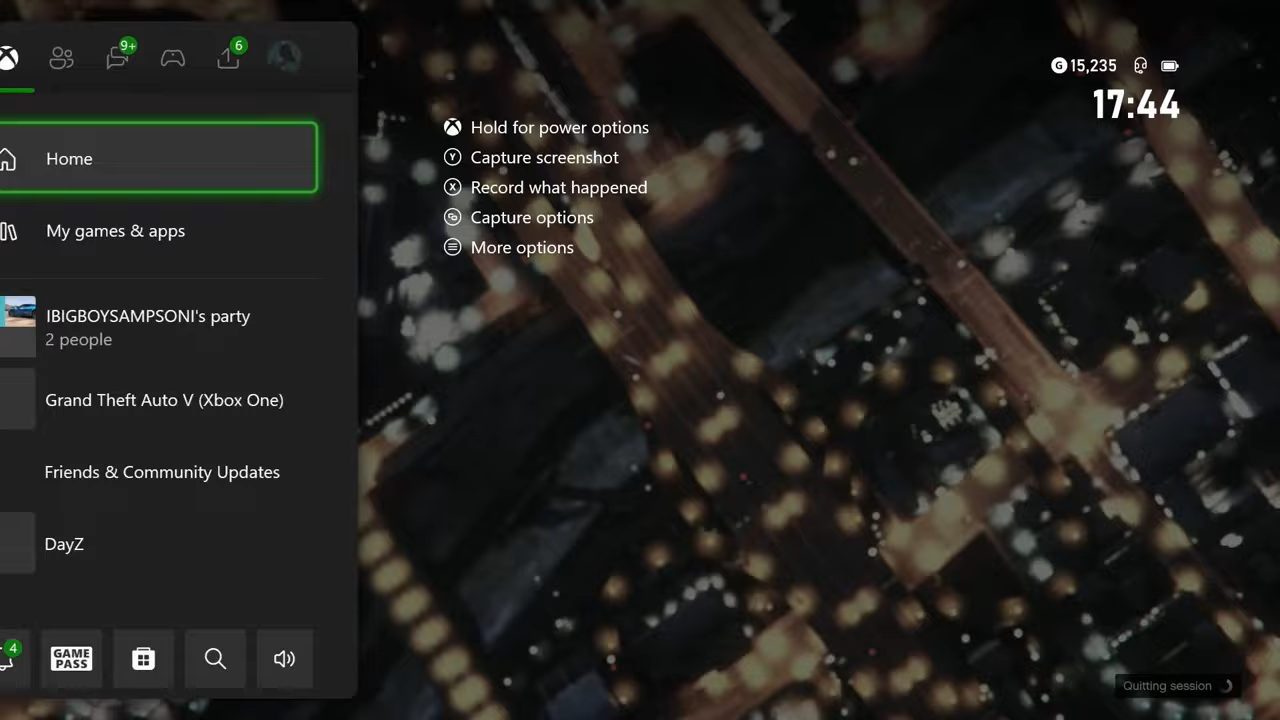 9+
6
G 15,235
17:44
Home
My games & apps
IBIGBOYSAMPSONI's party
2 people
Grand Theft Auto V (Xbox One)
Friends & Community Updates
DayZ
Hold for power options
Y Capture screenshot
X Record what happened
Capture options
More options
4
GAME
PASS
Quitting session